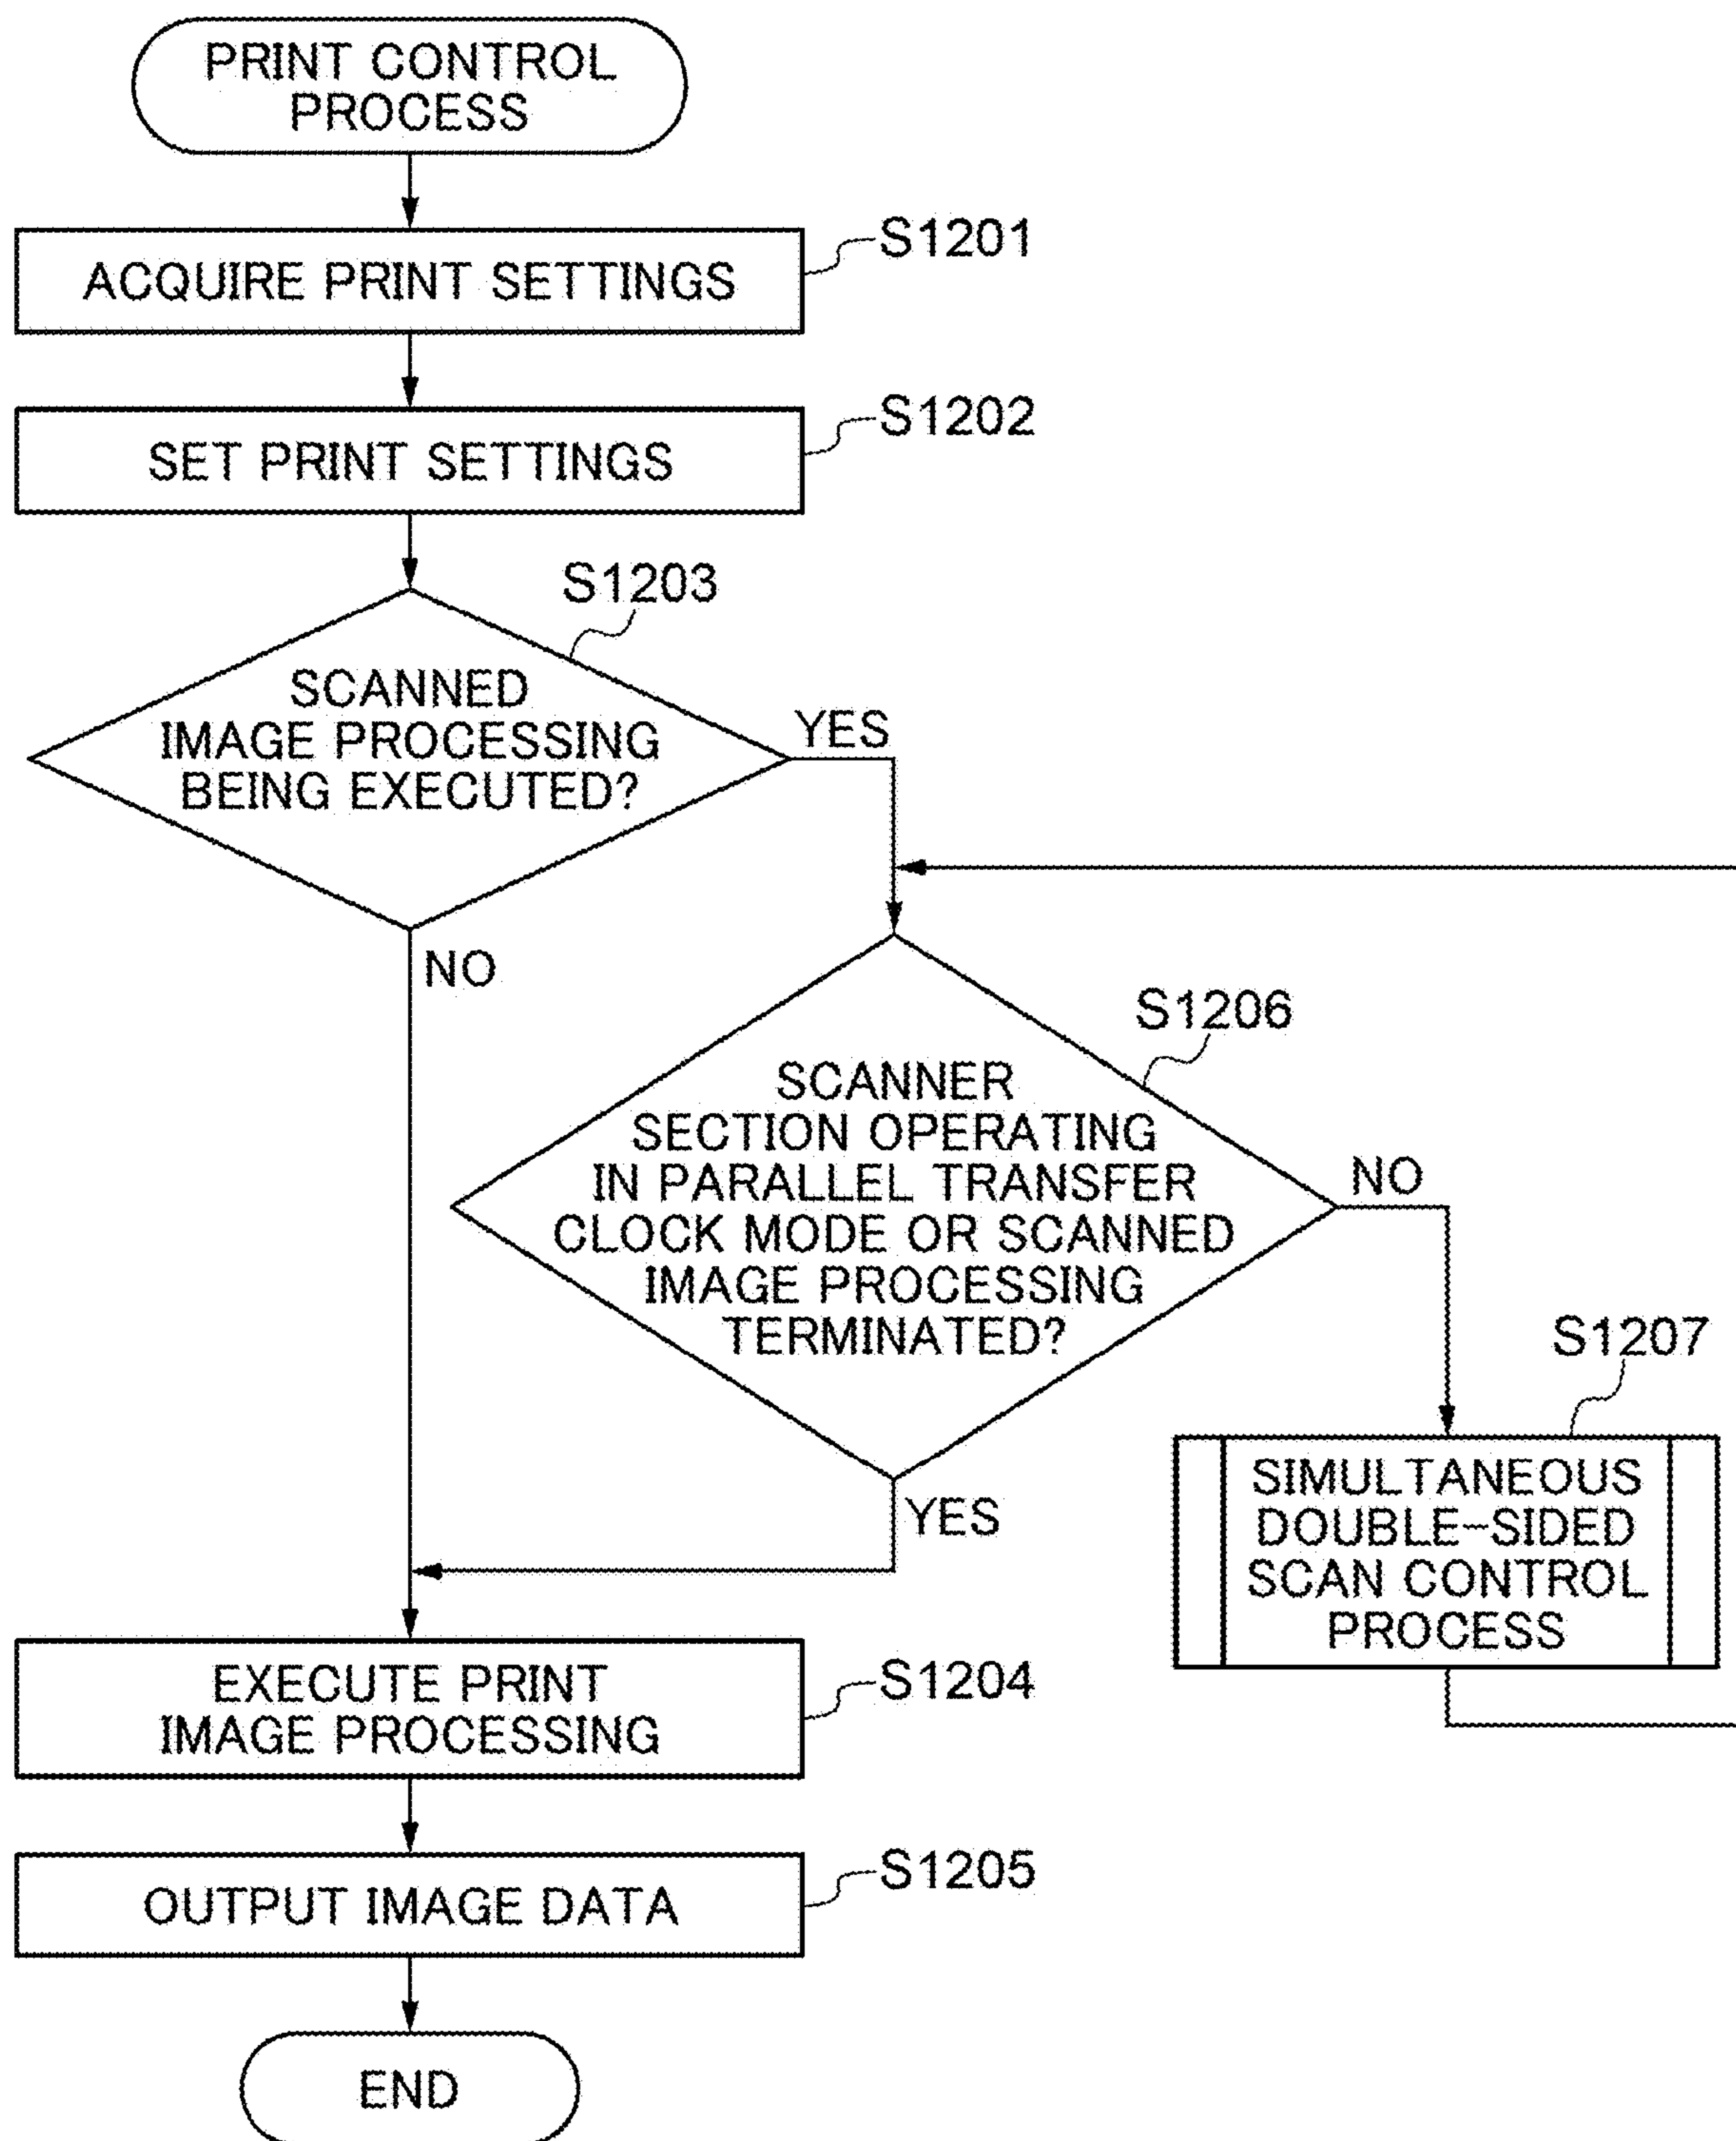 PRINT CONTROL
PROCESS
S1201
ACQUIRE PRINT SETTINGS
S1202
SET PRINT SETTINGS
S1203
SCANNED
IMAGE PROCESSING
BEING EXECUTED?
YES
NO
S1206
SCANNER
SECTION OPERATING
IN PARALLEL TRANSFER
CLOCK MODE OR SCANNED
IMAGE PROCESSING
TERMINATED?
NO
YES
S1207
SIMULTANEOUS
DOUBLE-SIDED
SCAN CONTROL
PROCESS
S1204
EXECUTE PRINT
IMAGE PROCESSING
S1205
OUTPUT IMAGE DATA
END